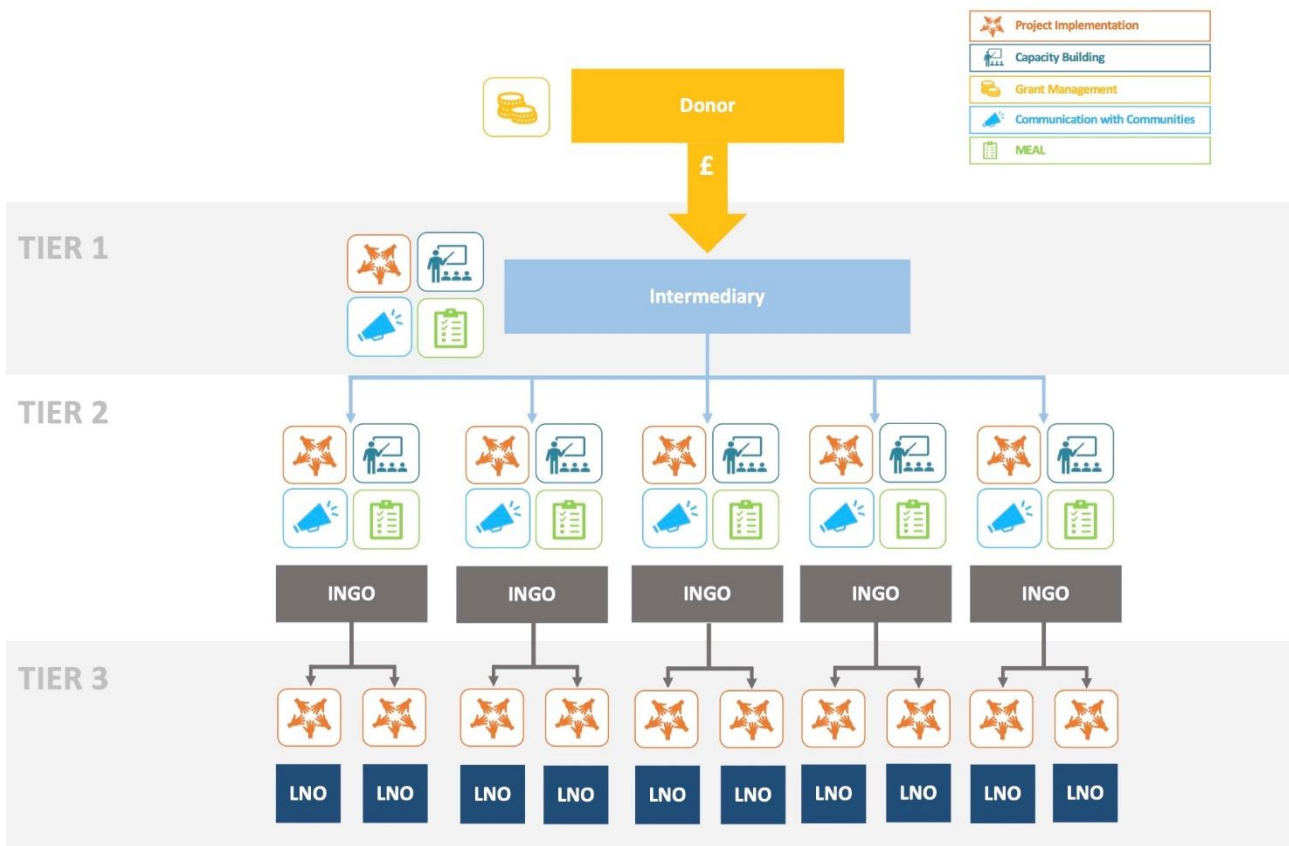 Project Implementation
Capacity Building
Grant Management
Communication with Communities
MEAL
Donor
£
TIER 1
Intermediary
TIER 2
INGO INGO INGO INGO INGO
TIER 3
LNO LNO LNO LNO LNO LNO LNO LNO LNO LNO